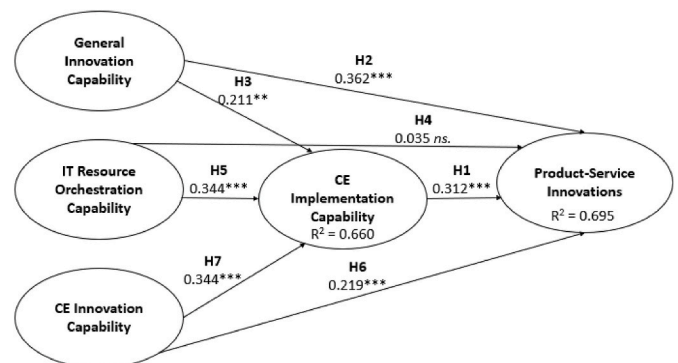 General
Innovation
Capability
H2
0.362***
H3
0.211**
H4
0.035 ns.
IT Resource
Orchestration
Capability
H5
0.344***
CE
Implementation
Capability
R² = 0.660
H1
0.312***
Product-Service
Innovations
R² = 0.695
H7
0.344***
H6
0.219***
CE Innovation
Capability